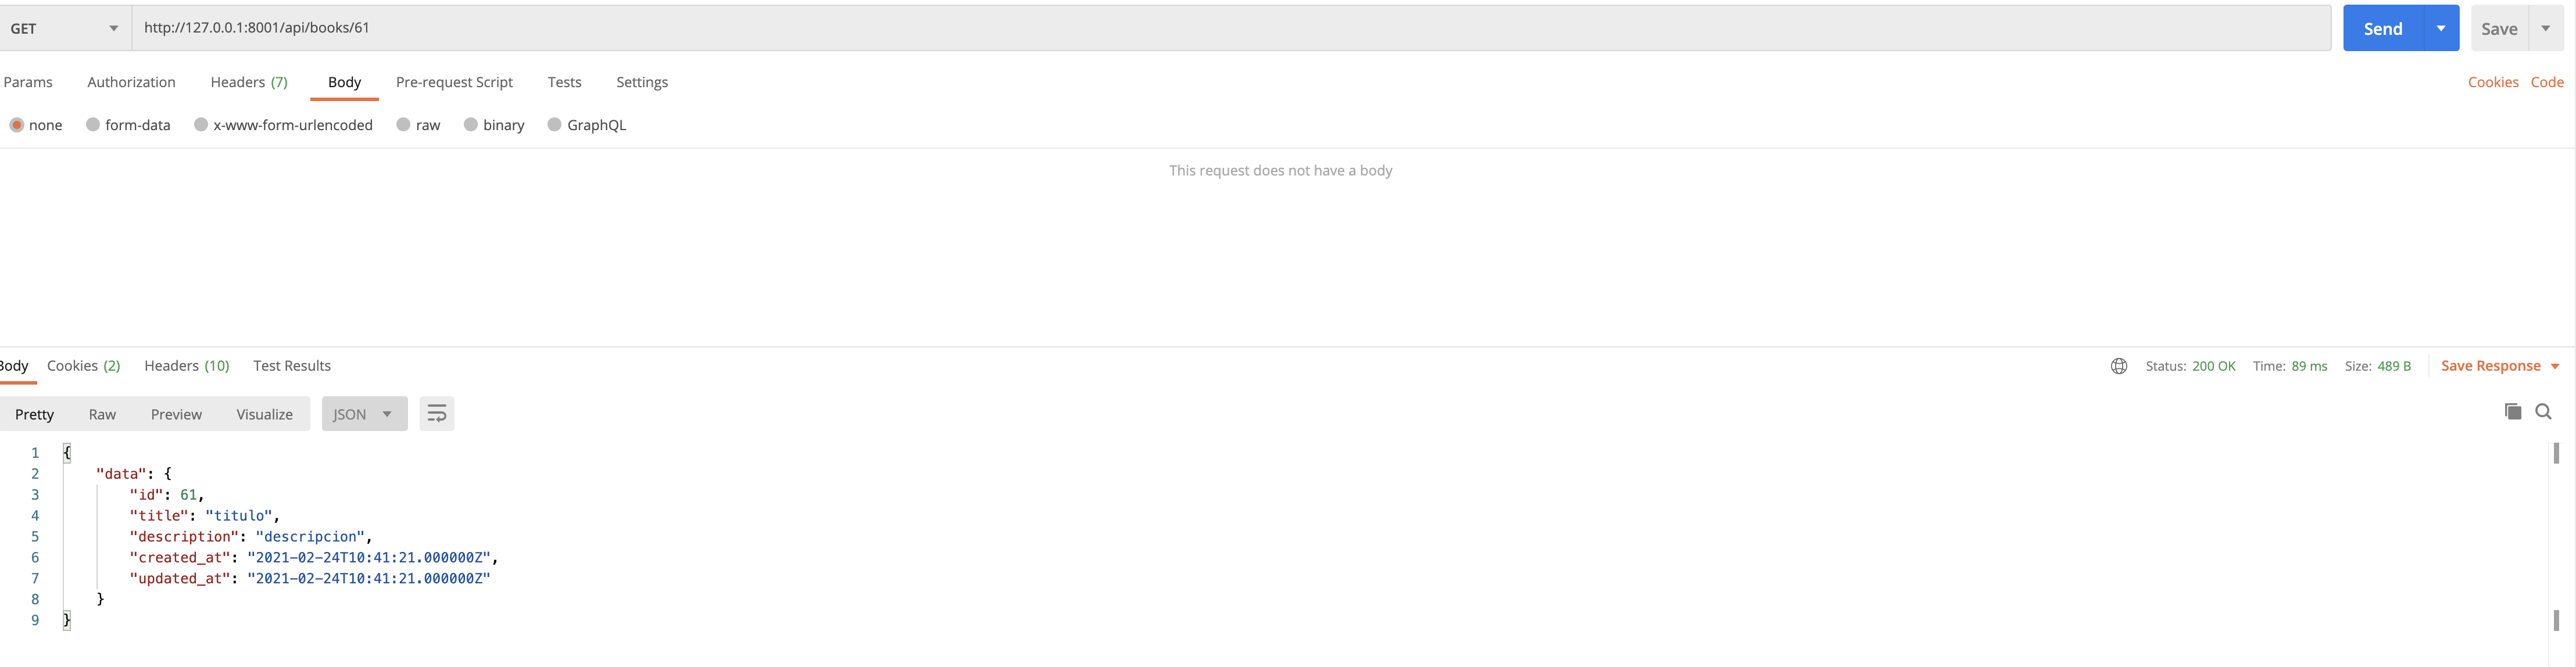 GET http://127.0.0.1:8001/api/books/61 Send Save
Params Authorization Headers (7) Body Pre-request Script Tests Settings Cookies Code
none form-data x-www-form-urlencoded raw binary GraphQL
This request does not have a body
Body Cookies (2) Headers (10) Test Results Status: 200 OK Time: 89 ms Size: 489 B Save Response
Pretty Raw Preview Visualize JSON
1 {
2 "data": {
3 "id": 61,
4 "title": "titulo",
5 "description": "descripcion",
6 "created_at": "2021-02-24T10:41:21.000000Z",
7 "updated_at": "2021-02-24T10:41:21.000000Z"
8 }
9 }